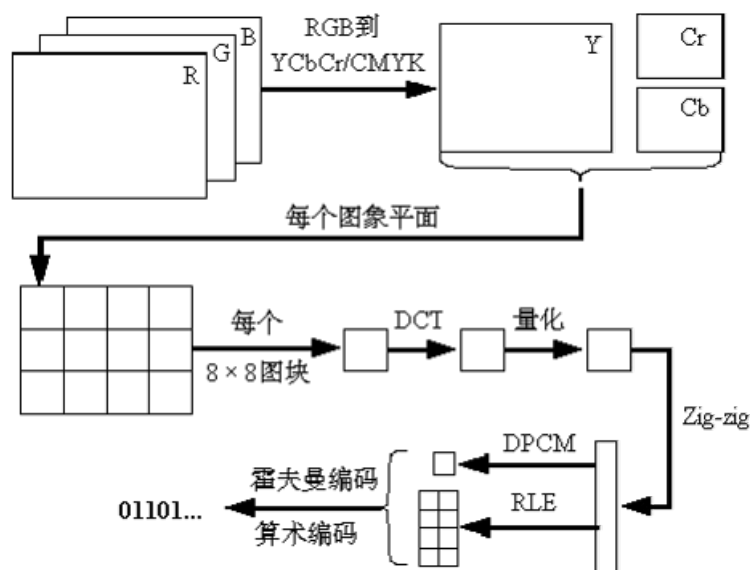 R
G
B
RGB到
YCbCr/CMYK
Y
Cr
Cb
每个图象平面
每个
8×8图块
DCT
量化
Zig-zig
DPCM
RLE
霍夫曼编码
算术编码
01101...